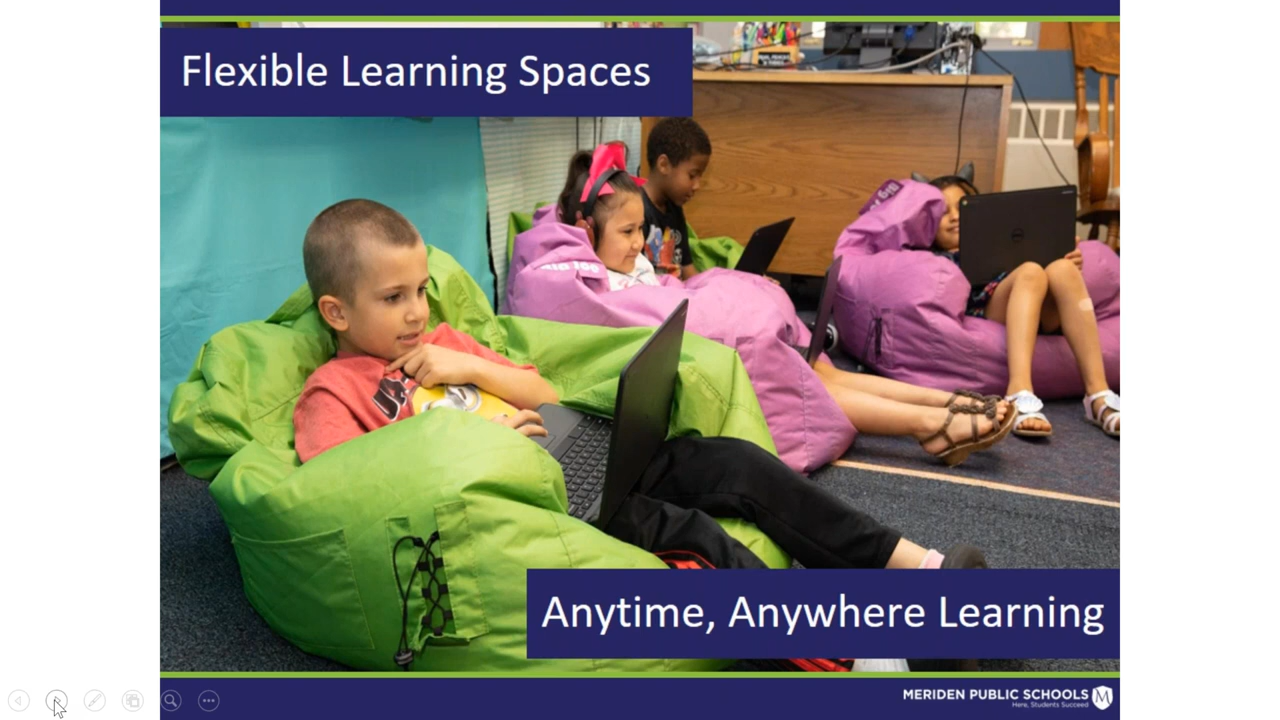 Flexible Learning Spaces
Anytime, Anywhere Learning
MERIDEN PUBLIC SCHOOLS
Here, Students Succeed